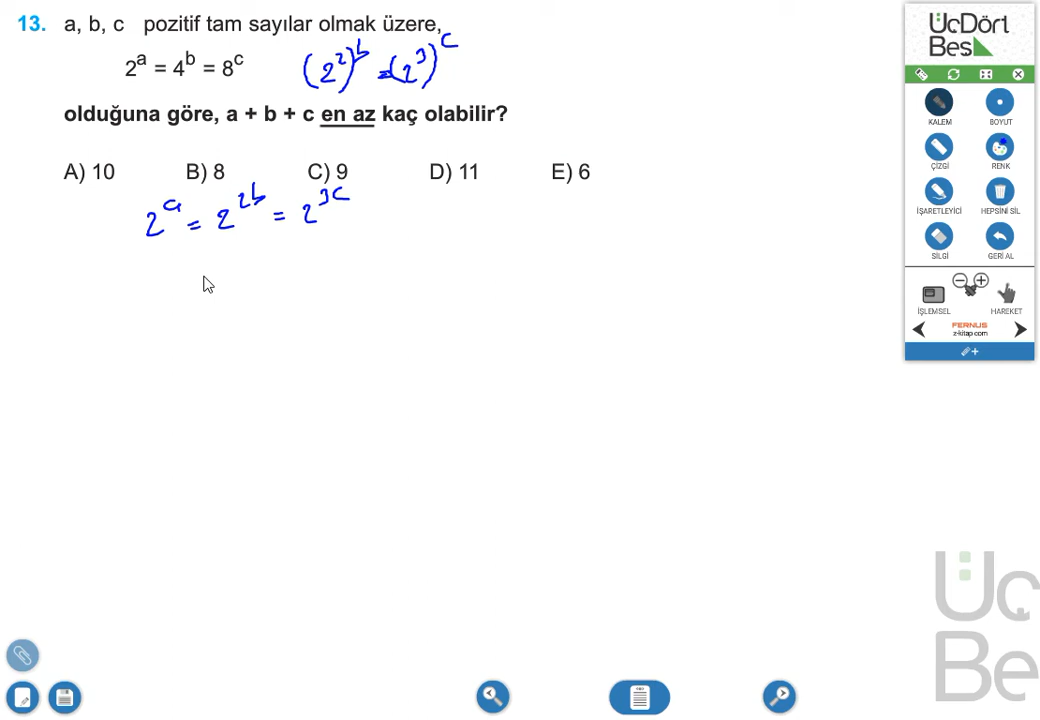 13. a, b, c pozitif tam sayılar olmak üzere,
2^a = 4^b = 8^c
(2^2)^b = (2^3)^c
olduğuna göre, a + b + c en az kaç olabilir?
A) 10 B) 8 C) 9 D) 11 E) 6
2^a = 2^2b = 2^3c
ÜçDört
Beş
KALEM BOYUT
ÇİZGİ RENK
İŞARETLEYİCİ HEPSİNİ SİL
SİLGİ GERİ AL
İŞLEMSEL HAREKET
FERNUS
z-kitap.com
Üç
Be